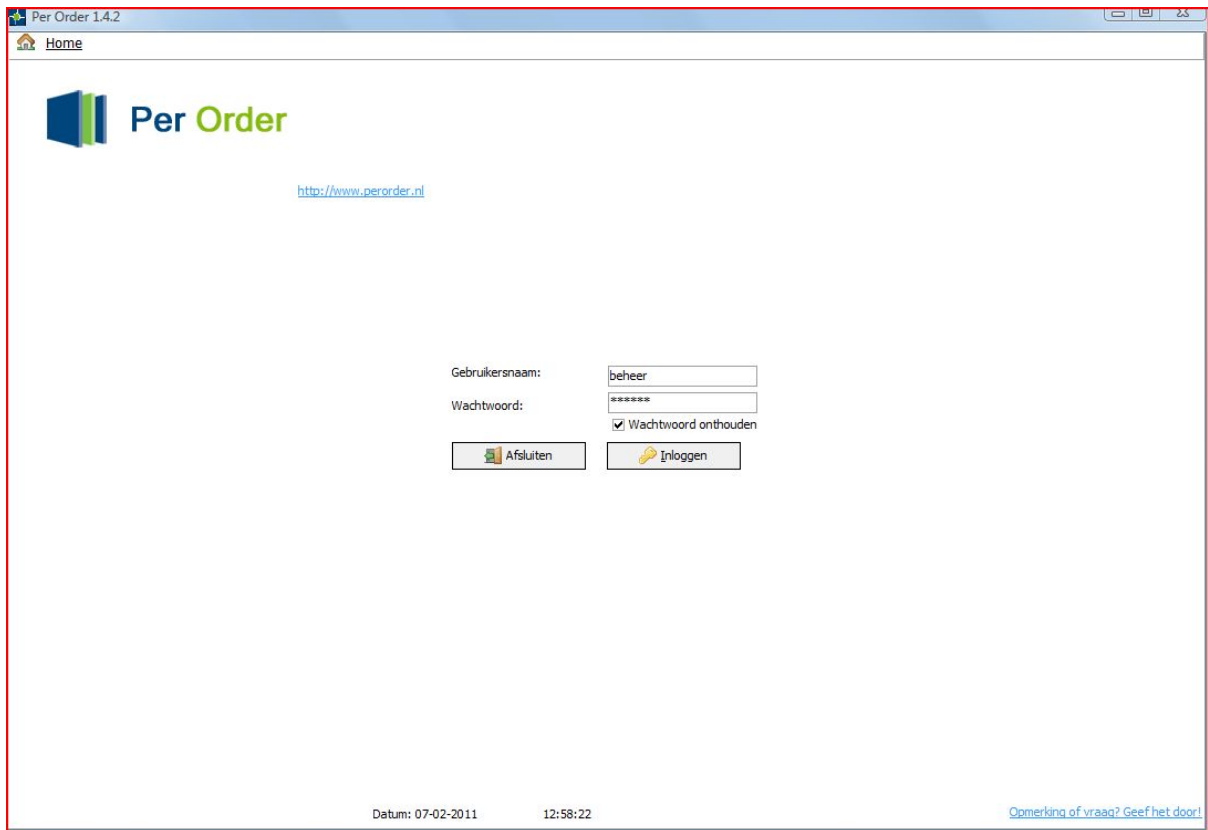 Per Order 1.4.2
Home
Per Order
http://www.perorder.nl
Gebruikersnaam: beheer
Wachtwoord: ******
Wachtwoord onthouden
Afsluiten Inloggen
Datum: 07-02-2011 12:58:22 Opmerking of vraag? Geef het door!